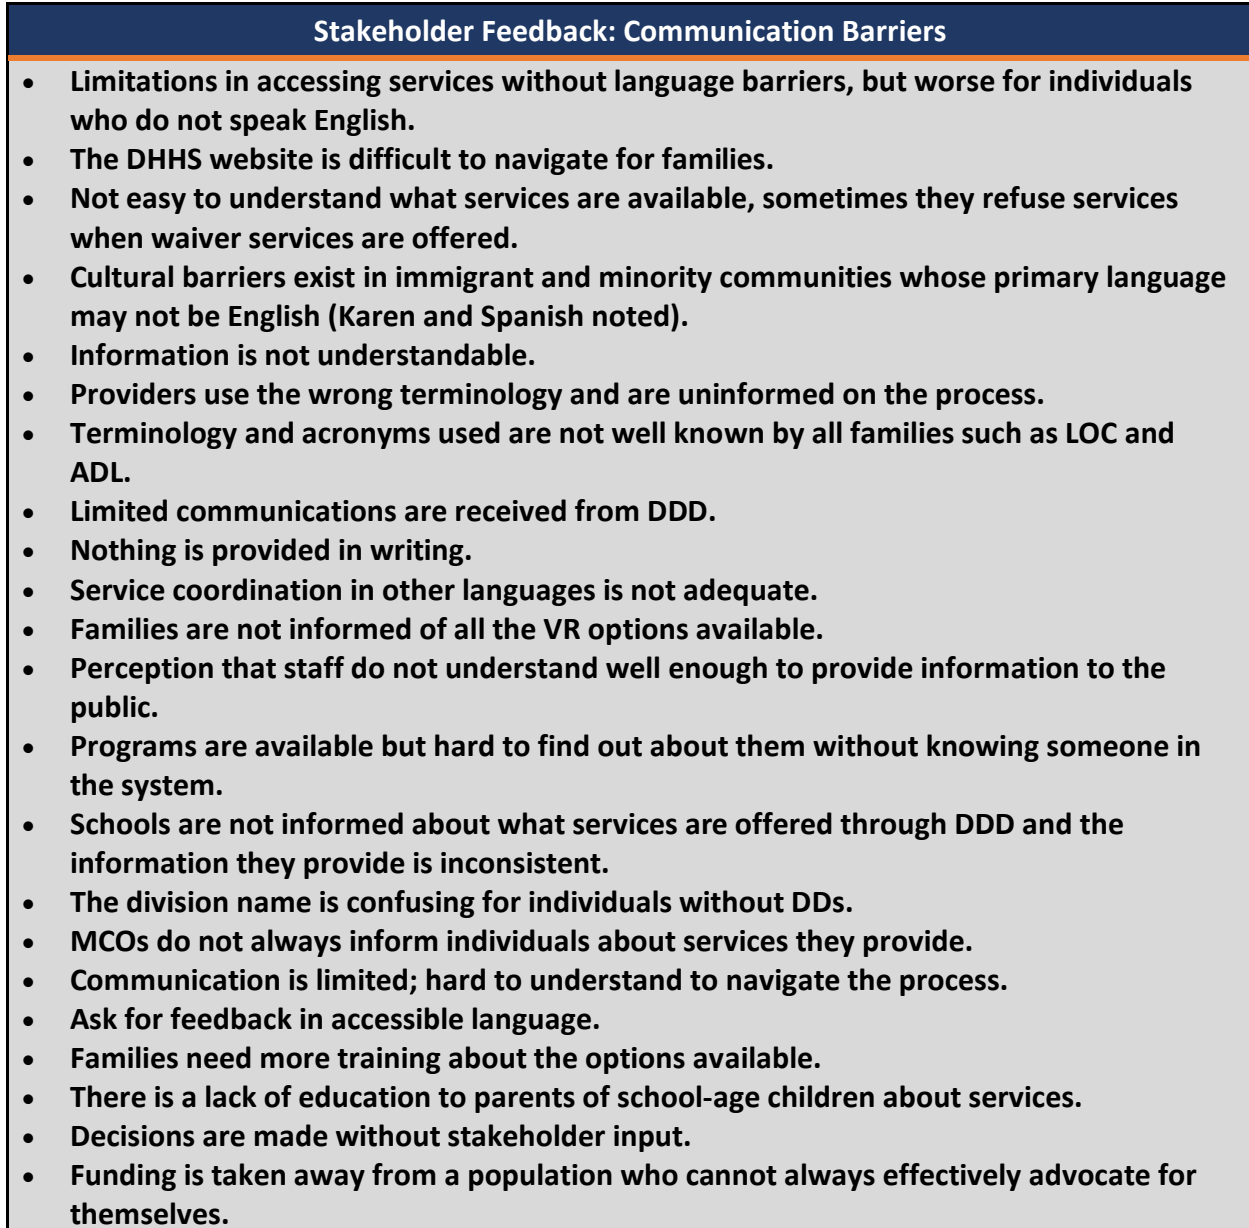 Stakeholder Feedback: Communication Barriers
• Limitations in accessing services without language barriers, but worse for individuals
who do not speak English.
• The DHHS website is difficult to navigate for families.
• Not easy to understand what services are available, sometimes they refuse services
when waiver services are offered.
• Cultural barriers exist in immigrant and minority communities whose primary language
may not be English (Karen and Spanish noted).
• Information is not understandable.
• Providers use the wrong terminology and are uninformed on the process.
• Terminology and acronyms used are not well known by all families such as LOC and
ADL.
• Limited communications are received from DDD.
• Nothing is provided in writing.
• Service coordination in other languages is not adequate.
• Families are not informed of all the VR options available.
• Perception that staff do not understand well enough to provide information to the
public.
• Programs are available but hard to find out about them without knowing someone in
the system.
• Schools are not informed about what services are offered through DDD and the
information they provide is inconsistent.
• The division name is confusing for individuals without DDs.
• MCOs do not always inform individuals about services they provide.
• Communication is limited; hard to understand to navigate the process.
• Ask for feedback in accessible language.
• Families need more training about the options available.
• There is a lack of education to parents of school-age children about services.
• Decisions are made without stakeholder input.
• Funding is taken away from a population who cannot always effectively advocate for
themselves.